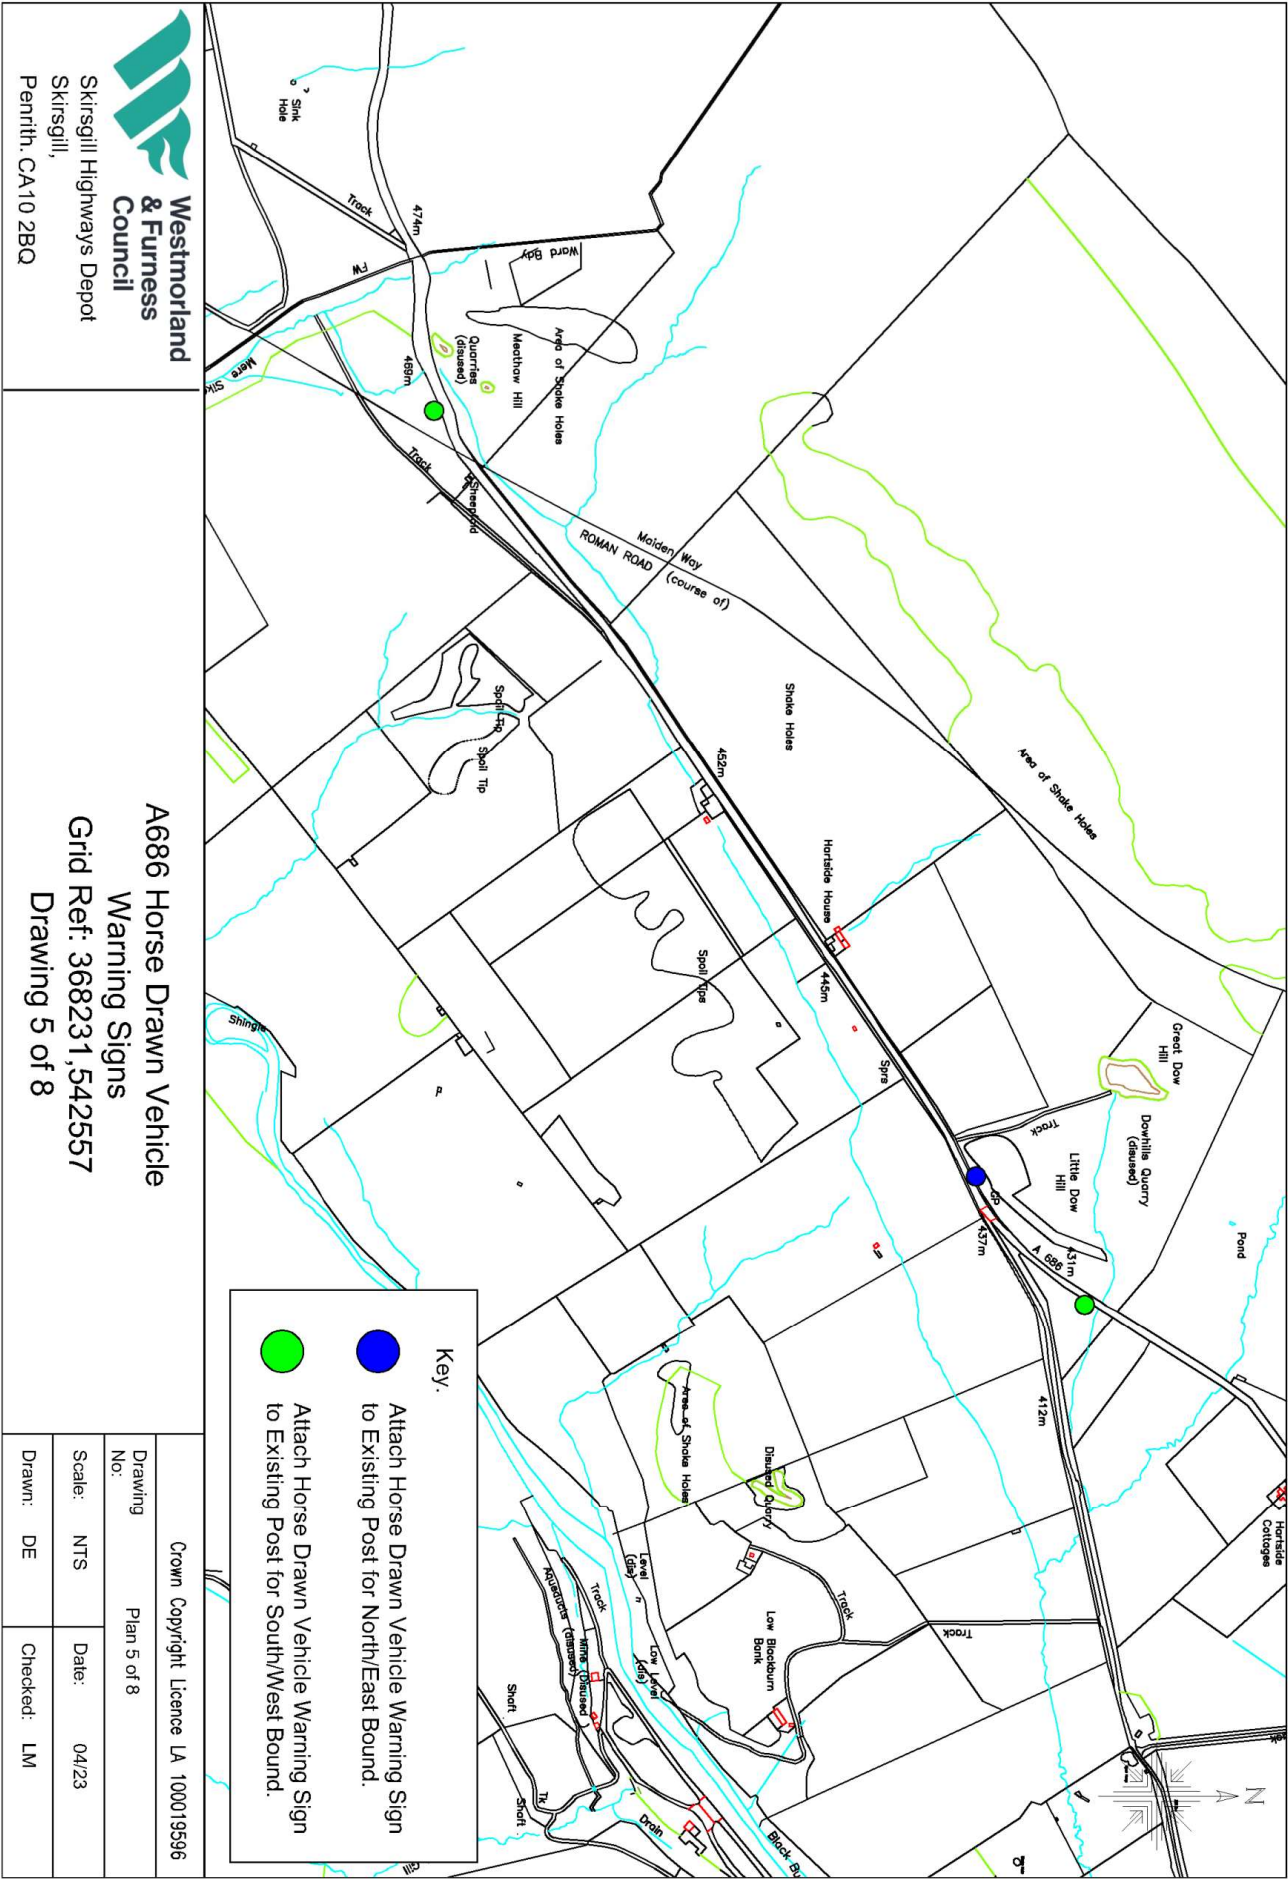 Sink
Hole
Track
474m
FW
Ward Bdy
Area of Shake Holes
Meathaw Hill
Quarries
(disused)
469m
Mere
Track
Sheepfold
Maiden Way
ROMAN ROAD (course of)
Shake Holes
Area of Shake Holes
Spoil Tip
Spoil Tip
452m
Hartside House
445m
Spoil Tips
Sprs
Shingle
Great Dow
Hill
Dowhills Quarry
(disused)
Track
Little Dow
Hill
Pond
GP
437m
A 686
431m
412m
Hartside
Cottages
Area of Shake Holes
Disused Quarry
Track
Track
Level
(dis)
Low Level
(dis)
Low Blackburn
Bank
Track
Aqueducts (disused)
Mine (Disused)
Shaft
Shaft
Tk
Drain
N
Key.
Attach Horse Drawn Vehicle Warning Sign
to Existing Post for North/East Bound.
Attach Horse Drawn Vehicle Warning Sign
to Existing Post for South/West Bound.
Westmorland
& Furness
Council
Skirsgill Highways Depot
Skirsgill,
Penrith. CA10 2BQ
A686 Horse Drawn Vehicle
Warning Signs
Grid Ref: 368231,542557
Drawing 5 of 8
Crown Copyright Licence LA 100019596
Drawing
No: Plan 5 of 8
Scale: NTS Date: 04/23
Drawn: DE Checked: LM